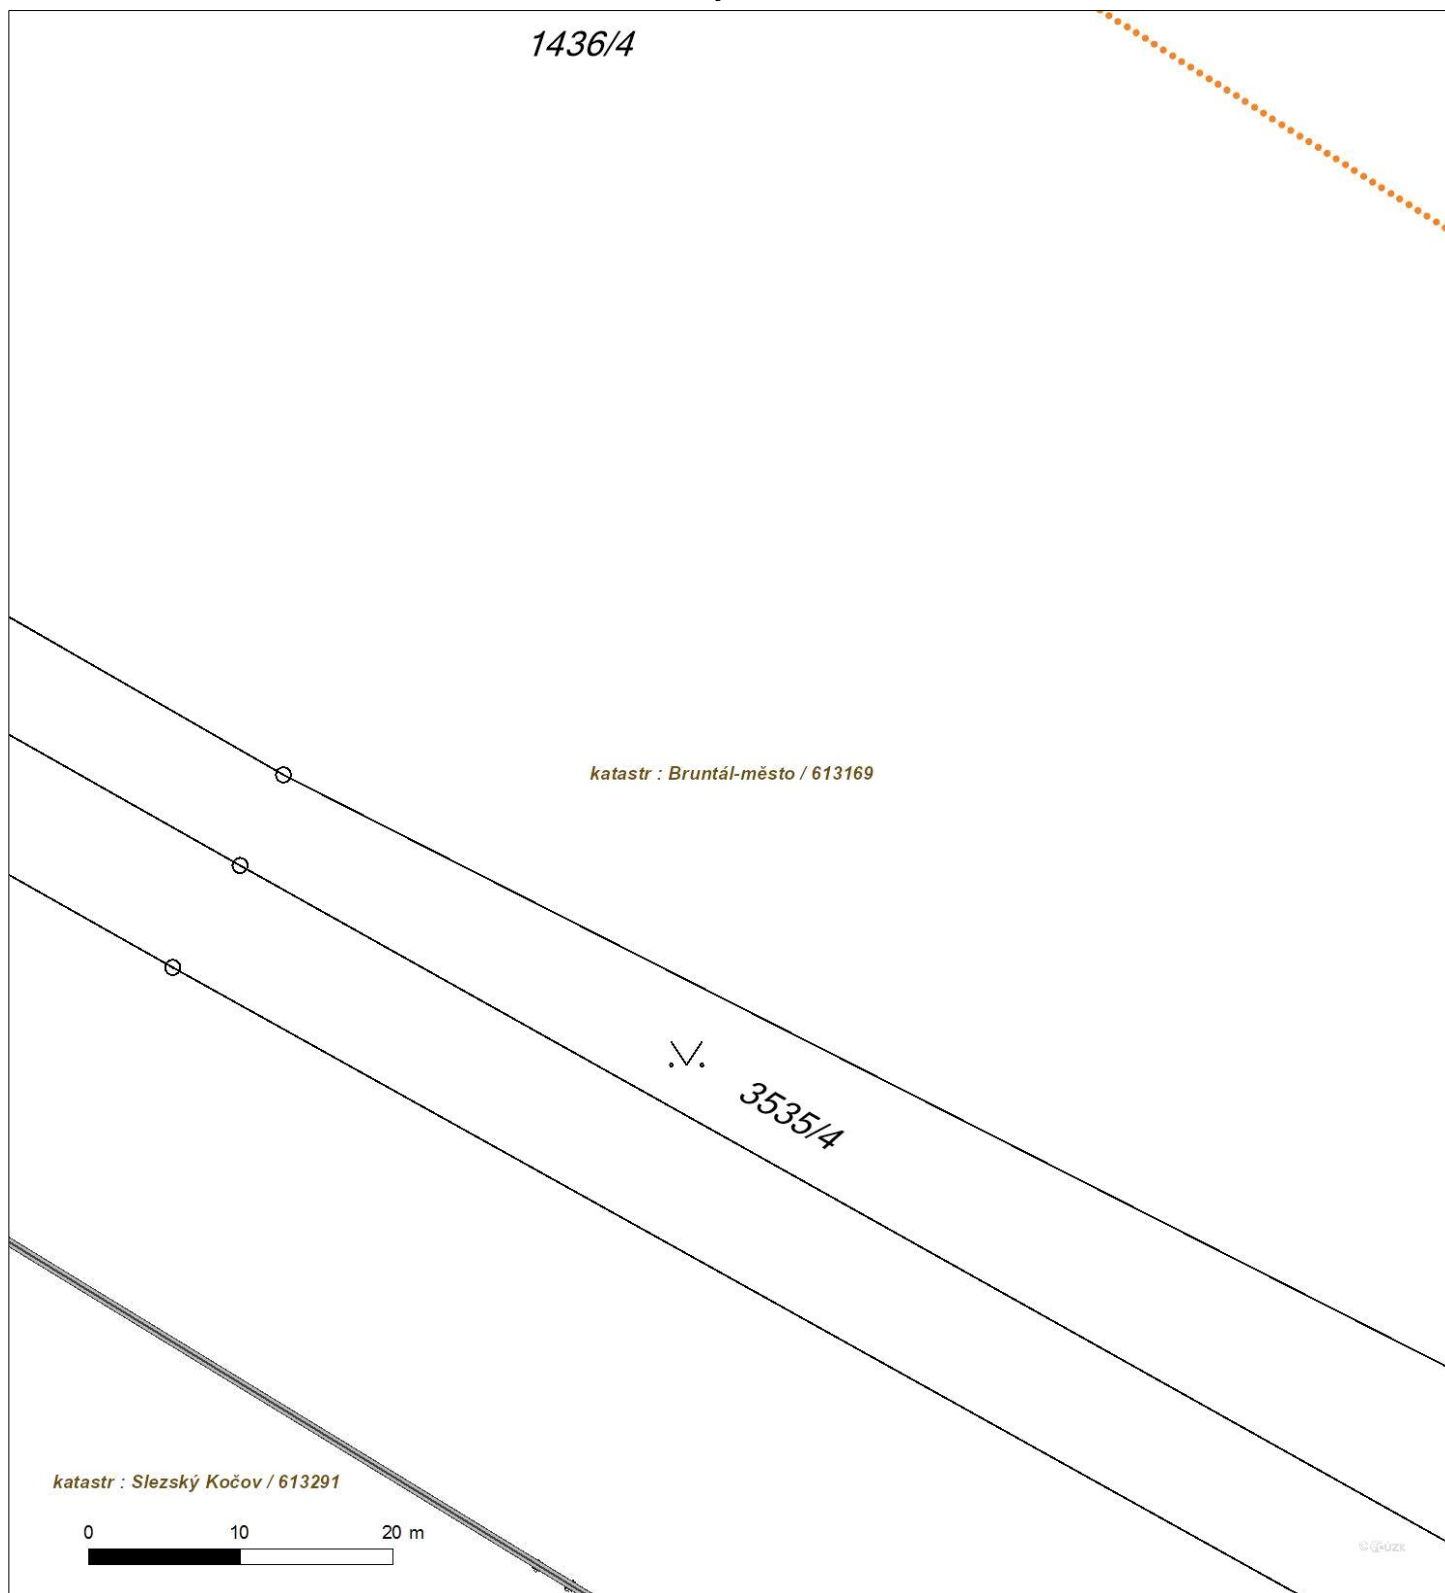 1436/4
katastr : Bruntál-město / 613169
3535/4
katastr : Slezský Kočov / 613291
0 10 20 m